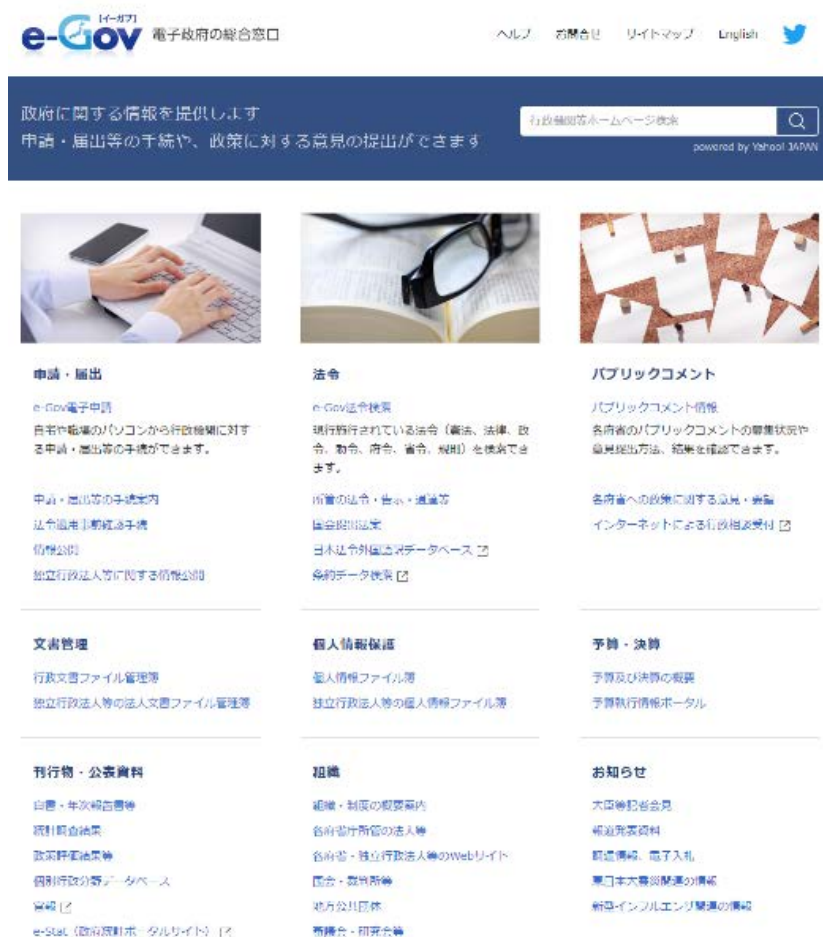 [イーガブ]
e-Gov 電子政府の総合窓口
ヘルプ お問合せ サイトマップ English
政府に関する情報を提供します
申請・届出等の手続や、政策に対する意見の提出ができます
行政機関等ホームページ検索
powered by Yahoo! JAPAN
申請・届出
e-Gov電子申請
自宅や職場のパソコンから行政機関に対す
る申請・届出等の手続ができます。
申請・届出等の手続案内
法令適用事前確認手続
情報公開
独立行政法人等に関する情報公開
法令
e-Gov法令検索
現行施行されている法令（憲法、法律、政
令、勅令、府令、省令、規則）を検索でき
ます。
所管の法令・告示・通達等
国会提出法案
日本法令外国語訳データベース
条約データ検索
パブリックコメント
パブリックコメント情報
各府省のパブリックコメントの募集状況や
意見提出方法、結果を確認できます。
各府省への政策に関する意見・要望
インターネットによる行政相談受付
文書管理
行政文書ファイル管理簿
独立行政法人等の法人文書ファイル管理簿
個人情報保護
個人情報ファイル簿
独立行政法人等の個人情報ファイル簿
予算・決算
予算及び決算の概要
予算執行情報ポータル
刊行物・公表資料
白書・年次報告書等
統計調査結果
政策評価結果等
個別行政分野データベース
官報
e-Stat（政府統計ポータルサイト）
組織
組織・制度の概要案内
各府省庁所管の法人等
各府省・独立行政法人等のWebサイト
国会・裁判所等
地方公共団体
審議会・研究会等
お知らせ
大臣等記者会見
報道発表資料
調達情報、電子入札
東日本大震災関連の情報
新型インフルエンザ関連の情報